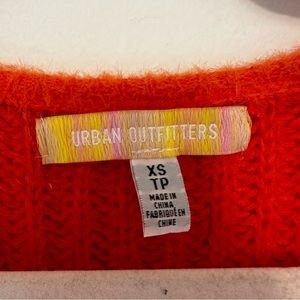 URBAN OUTFITTERS
XS
TP
MADE IN
CHINA
FABRIQUÉ EN
CHINE